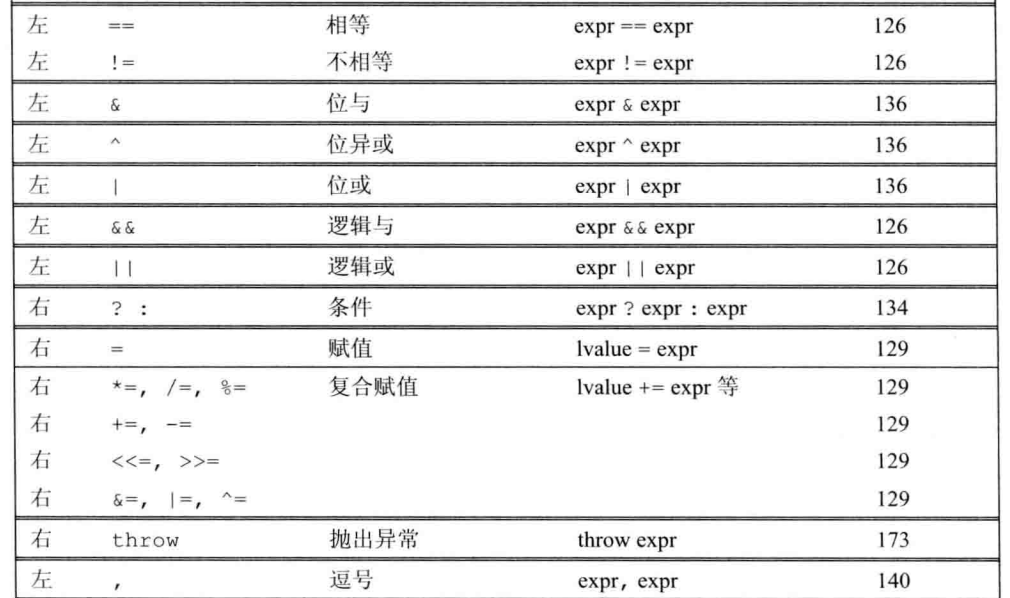 左 == 相等 expr == expr 126
左 != 不相等 expr != expr 126
左 & 位与 expr & expr 136
左 ^ 位异或 expr ^ expr 136
左 | 位或 expr | expr 136
左 && 逻辑与 expr && expr 126
左 || 逻辑或 expr || expr 126
右 ? : 条件 expr ? expr : expr 134
右 = 赋值 lvalue = expr 129
右 *=, /=, %= 复合赋值 lvalue += expr 等 129
右 +=, -= 129
右 <<=, >>= 129
右 &=, |=, ^= 129
右 throw 抛出异常 throw expr 173
左 , 逗号 expr, expr 140